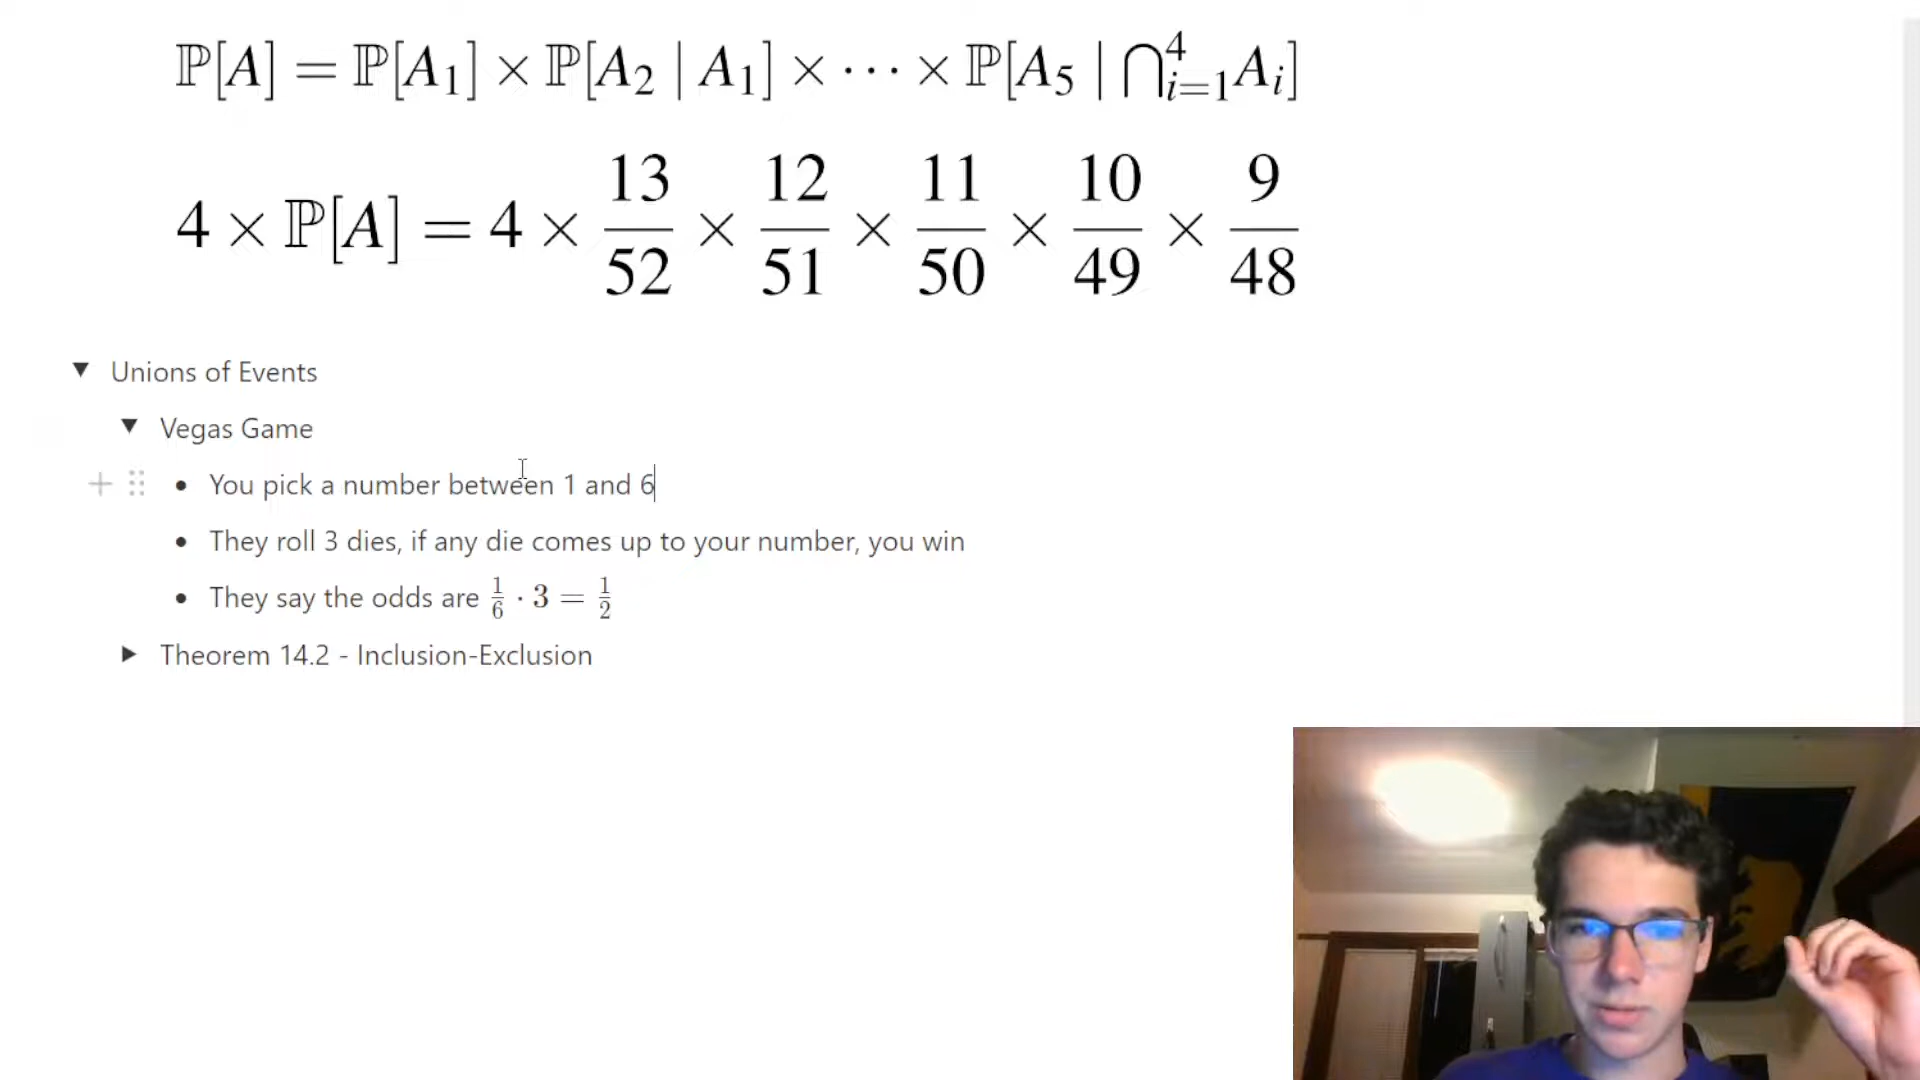 ℙ[A] = ℙ[A₁] × ℙ[A₂ | A₁] × ⋯ × ℙ[A₅ | ⋂⁴ᵢ₌₁Aᵢ]
4 × ℙ[A] = 4 × 13/52 × 12/51 × 11/50 × 10/49 × 9/48
Unions of Events
Vegas Game
• You pick a number between 1 and 6
• They roll 3 dies, if any die comes up to your number, you win
• They say the odds are 1/6 · 3 = 1/2
Theorem 14.2 - Inclusion-Exclusion